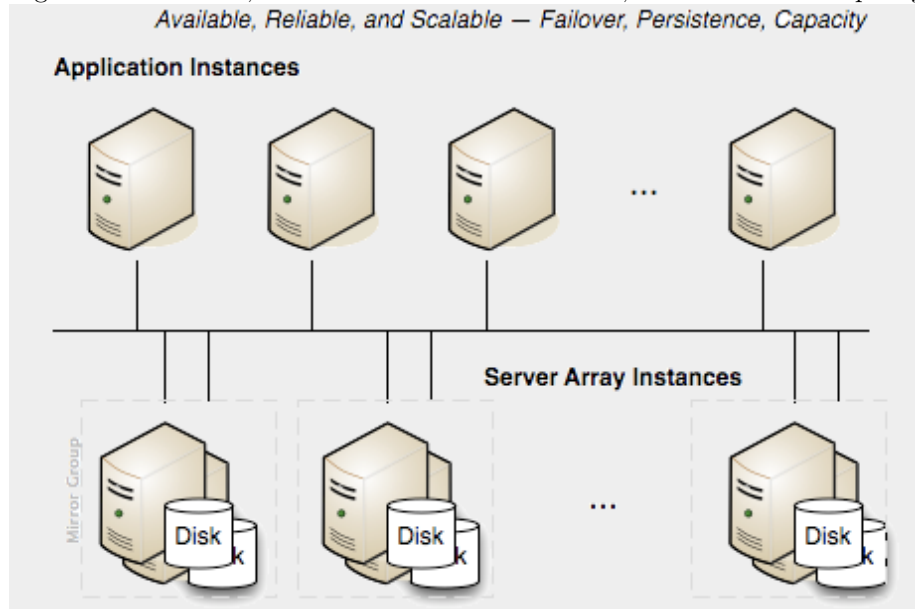 Available, Reliable, and Scalable — Failover, Persistence, Capacity
Application Instances
...
Server Array Instances
Mirror Group
...
Disk
k
Disk
k
Disk
k